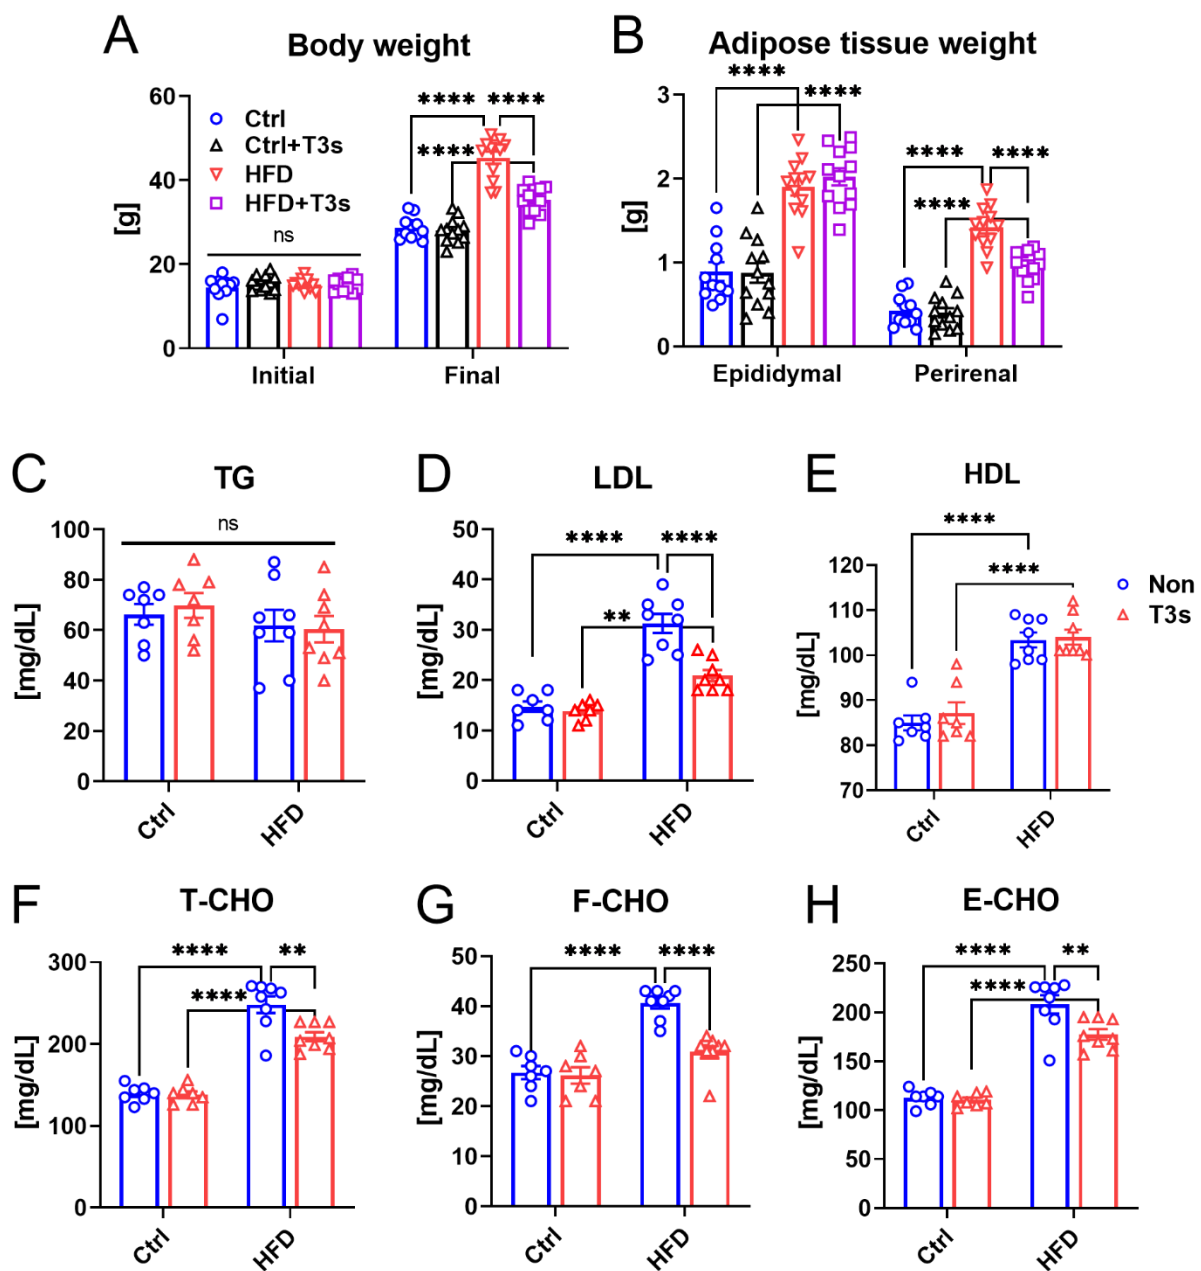 A Body weight
[g]
60
40
20
0
Ctrl
Ctrl+T3s
HFD
HFD+T3s
ns
****
****
****
Initial Final
B Adipose tissue weight
[g]
3
2
1
0
****
****
****
****
****
Epididymal Perirenal
C TG
[mg/dL]
100
80
60
40
20
0
ns
Ctrl HFD
D LDL
[mg/dL]
50
40
30
20
10
0
****
****
**
Ctrl HFD
E HDL
[mg/dL]
120
110
100
90
80
70
****
****
Ctrl HFD
Non
T3s
F T-CHO
[mg/dL]
300
200
100
0
****
**
****
Ctrl HFD
G F-CHO
[mg/dL]
50
40
30
20
10
0
****
****
Ctrl HFD
H E-CHO
[mg/dL]
250
200
150
100
50
0
****
**
****
Ctrl HFD